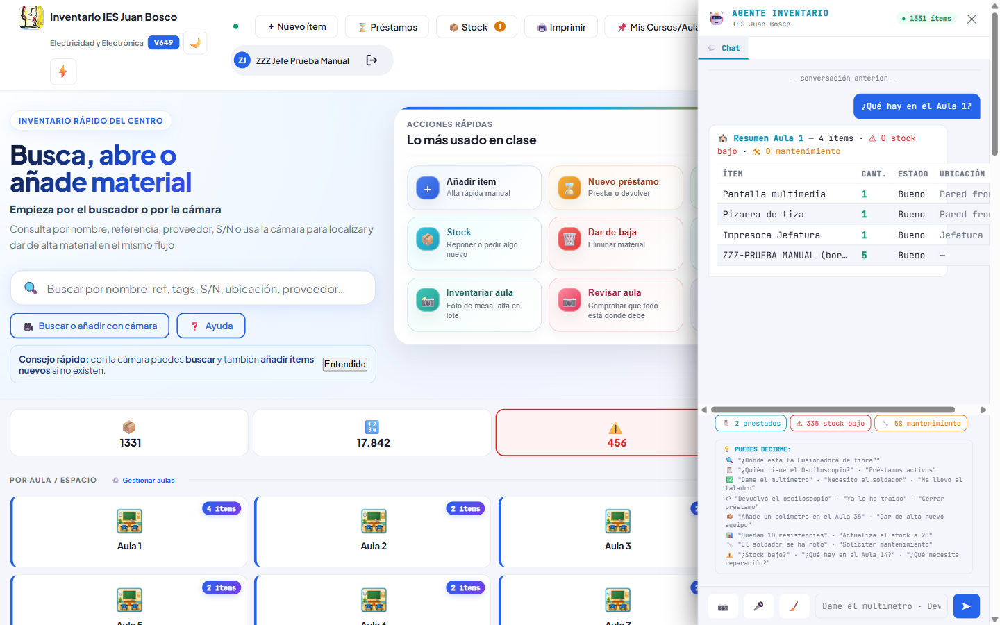 Inventario IES Juan Bosco
Electricidad y Electrónica V649
+ Nuevo ítem
Préstamos
Stock 1
Imprimir
Mis Cursos/Aula
ZJ ZZZ Jefe Prueba Manual
INVENTARIO RÁPIDO DEL CENTRO
Busca, abre o
añade material
Empieza por el buscador o por la cámara
Consulta por nombre, referencia, proveedor, S/N o usa la cámara para localizar y
dar de alta material en el mismo flujo.
Buscar por nombre, ref, tags, S/N, ubicación, proveedor...
Buscar o añadir con cámara
Ayuda
Consejo rápido: con la cámara puedes buscar y también añadir ítems
nuevos si no existen.
Entendido
ACCIONES RÁPIDAS
Lo más usado en clase
Añadir ítem
Alta rápida manual
Nuevo préstamo
Prestar o devolver
Stock
Reponer o pedir algo
nuevo
Dar de baja
Eliminar material
Inventariar aula
Foto de mesa, alta en
lote
Revisar aula
Comprobar que todo
está donde debe
1331
17.842
456
POR AULA / ESPACIO
Gestionar aulas
4 ítems
Aula 1
2 ítems
Aula 2
Aula 3
2 ítems
Aula 5
2 ítems
Aula 6
Aula 7
AGENTE INVENTARIO
IES Juan Bosco
1331 ítems
Chat
— conversación anterior —
¿Qué hay en el Aula 1?
Resumen Aula 1 — 4 ítems · ⚠ 0 stock
bajo · 🛠 0 mantenimiento
ÍTEM CANT. ESTADO UBICACIÓN
Pantalla multimedia 1 Bueno Pared fron
Pizarra de tiza 1 Bueno Pared fron
Impresora Jefatura 1 Bueno Jefatura
ZZZ-PRUEBA MANUAL (bor… 5 Bueno —
2 prestados
335 stock bajo
58 mantenimiento
PUEDES DECIRME:
"¿Dónde está la Fusionadora de fibra?"
"¿Quién tiene el Osciloscopio?" · "Préstamos activos"
"Dame el multímetro" · "Necesito el soldador" · "Me llevo el
taladro"
"Devuelvo el osciloscopio" · "Ya lo he traído" · "Cerrar
préstamo"
"Añade un polímetro en el Aula 35" · "Dar de alta nuevo
equipo"
"Quedan 10 resistencias" · "Actualiza el stock a 25"
"El soldador se ha roto" · "Solicitar mantenimiento"
"¿Stock bajo?" · "¿Qué hay en el Aula 14?" · "¿Qué necesita
reparación?"
Dame el multímetro · Dev